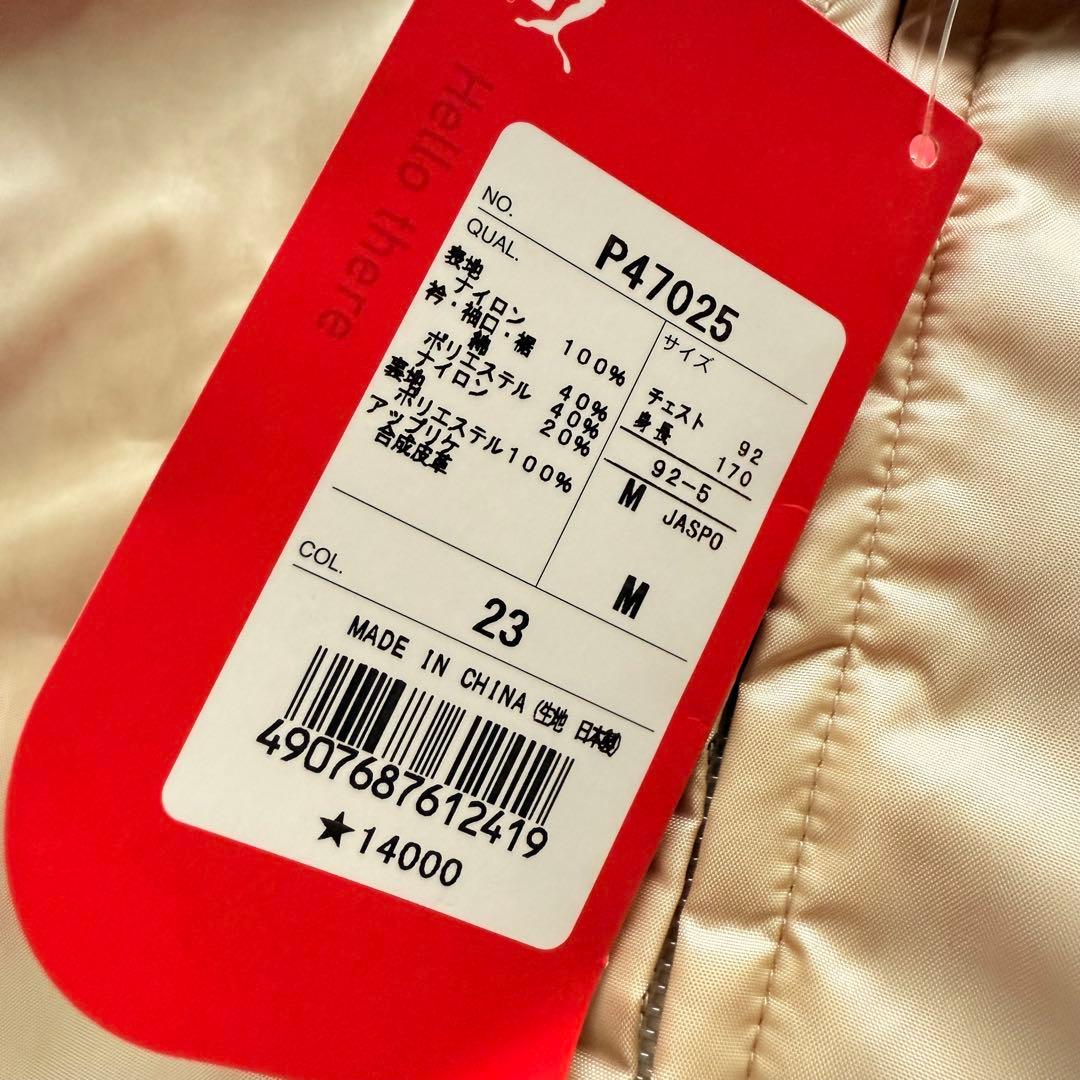 Hello there
NO.
P47025
QUAL.
表地
ナイロン 100%
衿・袖口・裾
綿 40%
ポリエステル 40%
ナイロン 20%
裏地
ポリエステル100%
アップリケ
合成皮革
サイズ
チェスト 92
身長 170
92-5
M JASPO
M
COL.
23
MADE IN CHINA (生地 日本製)
4907687612419
★14000